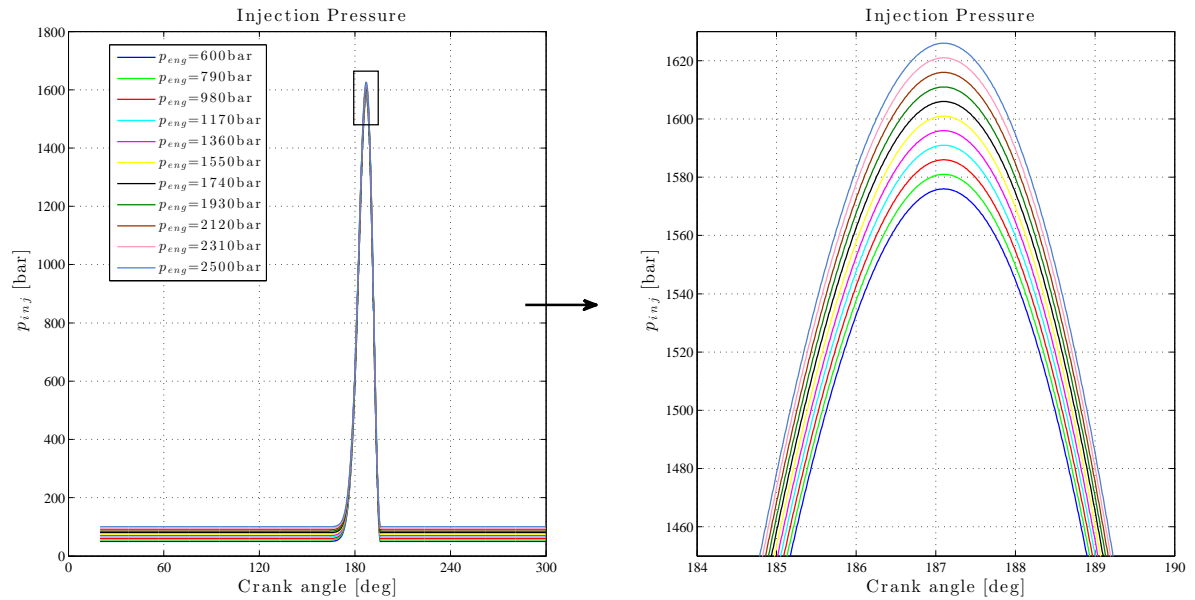 Injection Pressure
1800
1600
1400
1200
1000
800
600
400
200
0
p_inj [bar]
p_eng=600bar
p_eng=790bar
p_eng=980bar
p_eng=1170bar
p_eng=1360bar
p_eng=1550bar
p_eng=1740bar
p_eng=1930bar
p_eng=2120bar
p_eng=2310bar
p_eng=2500bar
0 60 120 180 240 300
Crank angle [deg]
Injection Pressure
1620
1600
1580
1560
1540
1520
1500
1480
1460
p_inj [bar]
184 185 186 187 188 189 190
Crank angle [deg]